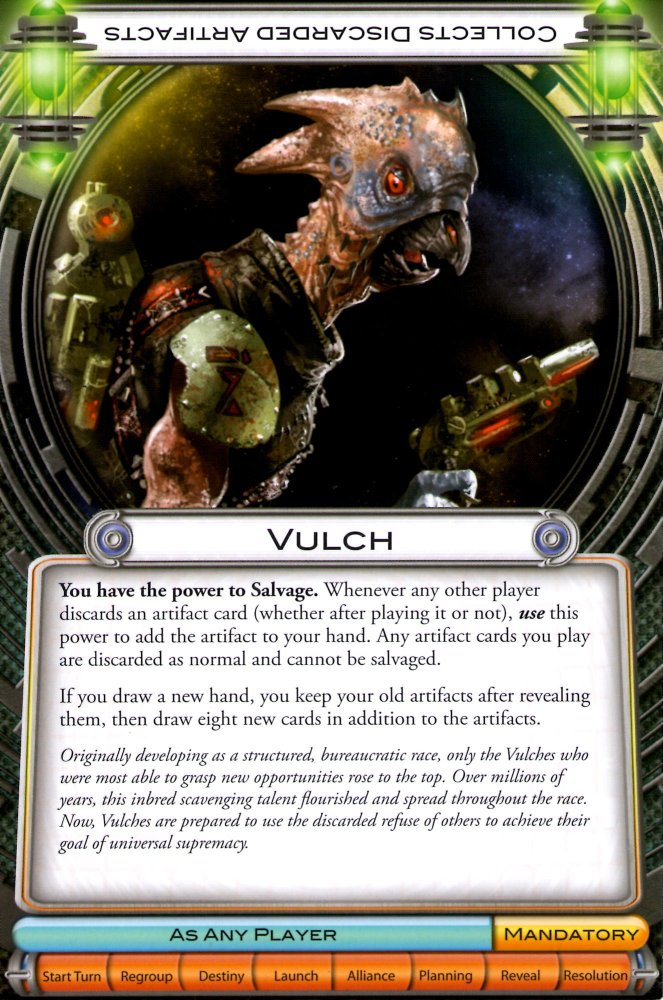 Collects Discarded Artifacts
Vulch
You have the power to Salvage. Whenever any other player
discards an artifact card (whether after playing it or not), use this
power to add the artifact to your hand. Any artifact cards you play
are discarded as normal and cannot be salvaged.
If you draw a new hand, you keep your old artifacts after revealing
them, then draw eight new cards in addition to the artifacts.
Originally developing as a structured, bureaucratic race, only the Vulches who
were most able to grasp new opportunities rose to the top. Over millions of
years, this inbred scavenging talent flourished and spread throughout the race.
Now, Vulches are prepared to use the discarded refuse of others to achieve their
goal of universal supremacy.
As Any Player Mandatory
Start Turn Regroup Destiny Launch Alliance Planning Reveal Resolution